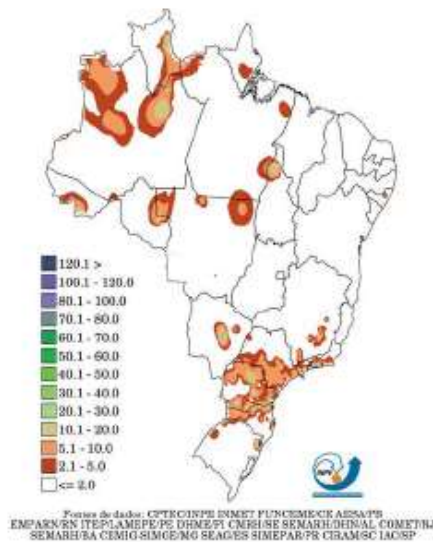 120.1 >
100.1 - 120.0
80.1 - 100.0
70.1 - 80.0
60.1 - 70.0
50.1 - 60.0
40.1 - 50.0
30.1 - 40.0
20.1 - 30.0
10.1 - 20.0
5.1 - 10.0
2.1 - 5.0
<= 2.0
Fontes de dados: CPTEC/INPE INMET FUNCEME/CE AESA/PB
EMPARN/RN ITEP/LAMEPE/PE DHME/PI CMRH/SE SEMARH/DHN/AL COMET/RJ
SEMARH/BA CEMIG-SIMGE/MG SEAG/ES SIMEPAR/PR CIRAM/SC IAC/SP